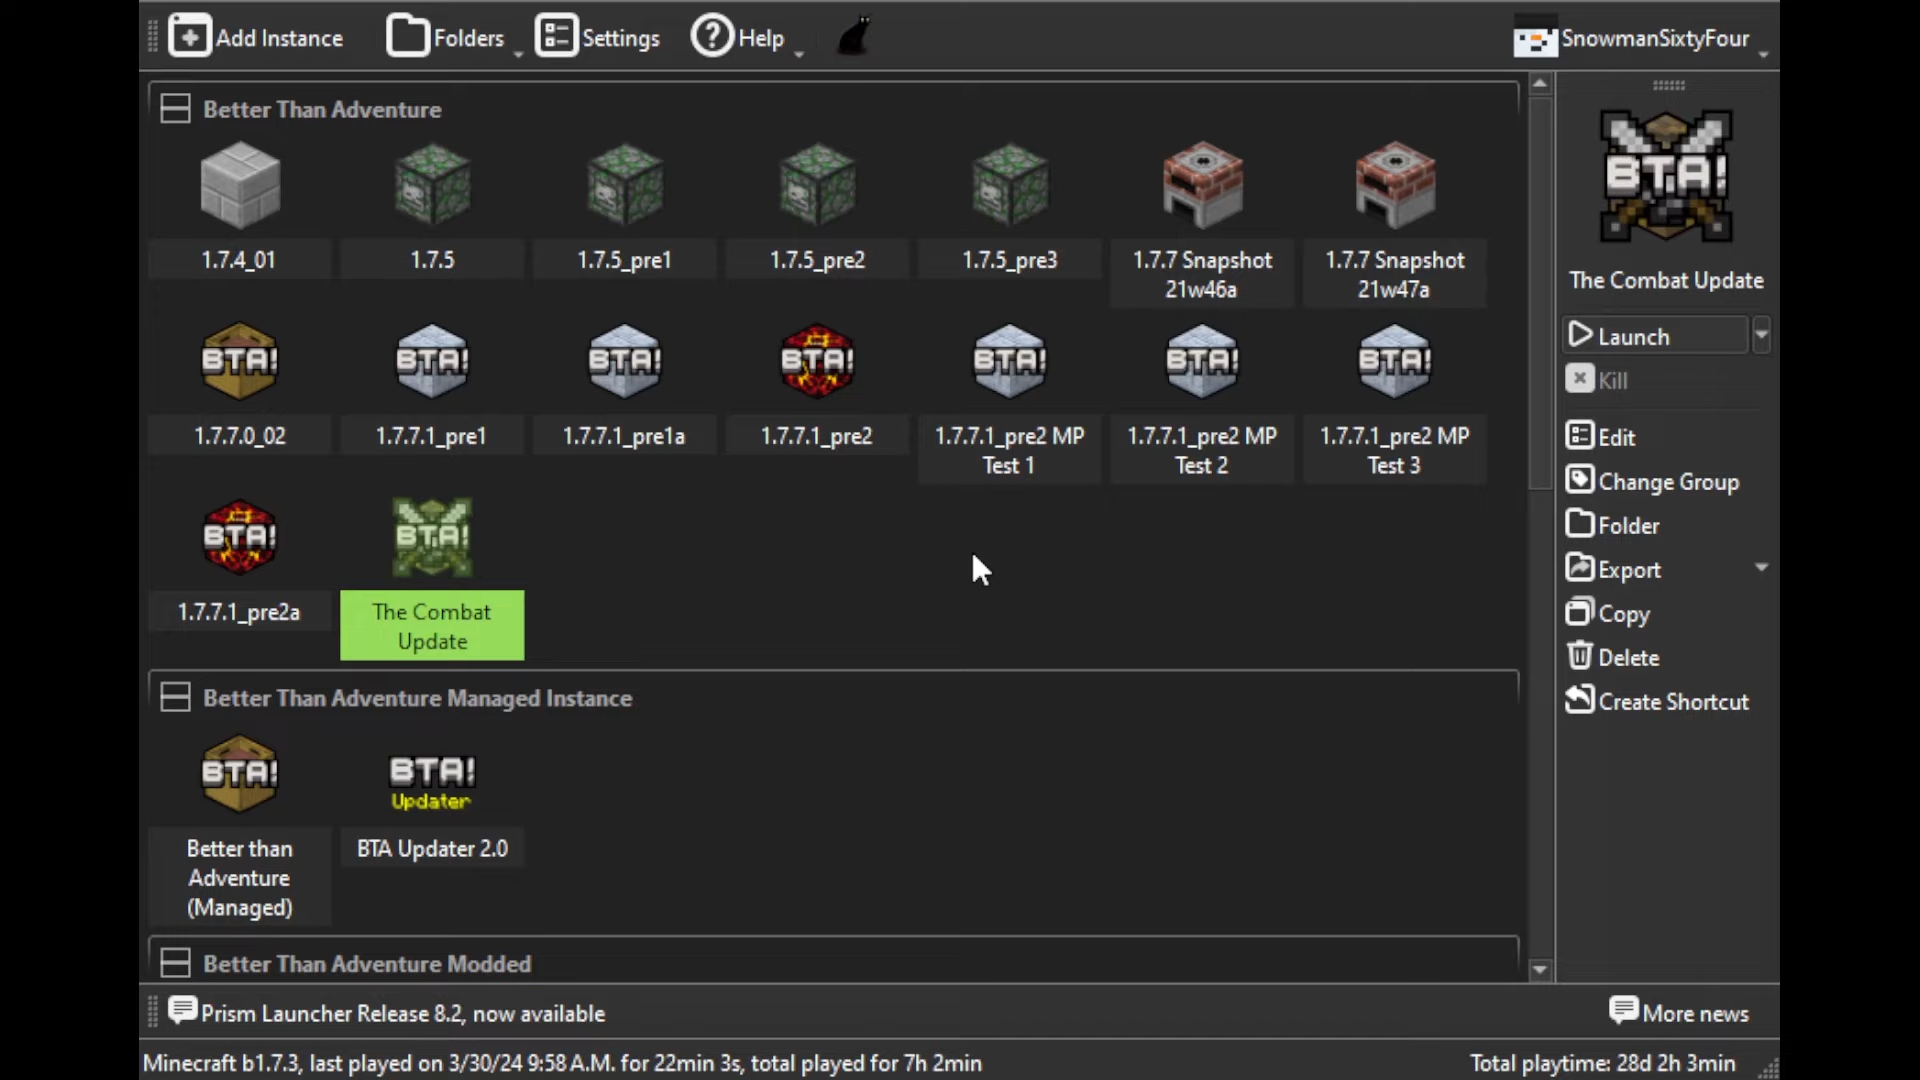 Add Instance
Folders
Settings
Help
SnowmanSixtyFour
Better Than Adventure
1.7.4_01
1.7.5
1.7.5_pre1
1.7.5_pre2
1.7.5_pre3
1.7.7 Snapshot
21w46a
1.7.7 Snapshot
21w47a
BTA!
BTA!
BTA!
BTA!
BTA!
BTA!
BTA!
1.7.7.0_02
1.7.7.1_pre1
1.7.7.1_pre1a
1.7.7.1_pre2
1.7.7.1_pre2 MP
Test 1
1.7.7.1_pre2 MP
Test 2
1.7.7.1_pre2 MP
Test 3
BTA!
BTA!
1.7.7.1_pre2a
The Combat
Update
Better Than Adventure Managed Instance
BTA!
BTA!
Updater
Better than
Adventure
(Managed)
BTA Updater 2.0
Better Than Adventure Modded
BTA!
The Combat Update
Launch
Kill
Edit
Change Group
Folder
Export
Copy
Delete
Create Shortcut
Prism Launcher Release 8.2, now available
More news
Minecraft b1.7.3, last played on 3/30/24 9:58 A.M. for 22min 3s, total played for 7h 2min
Total playtime: 28d 2h 3min